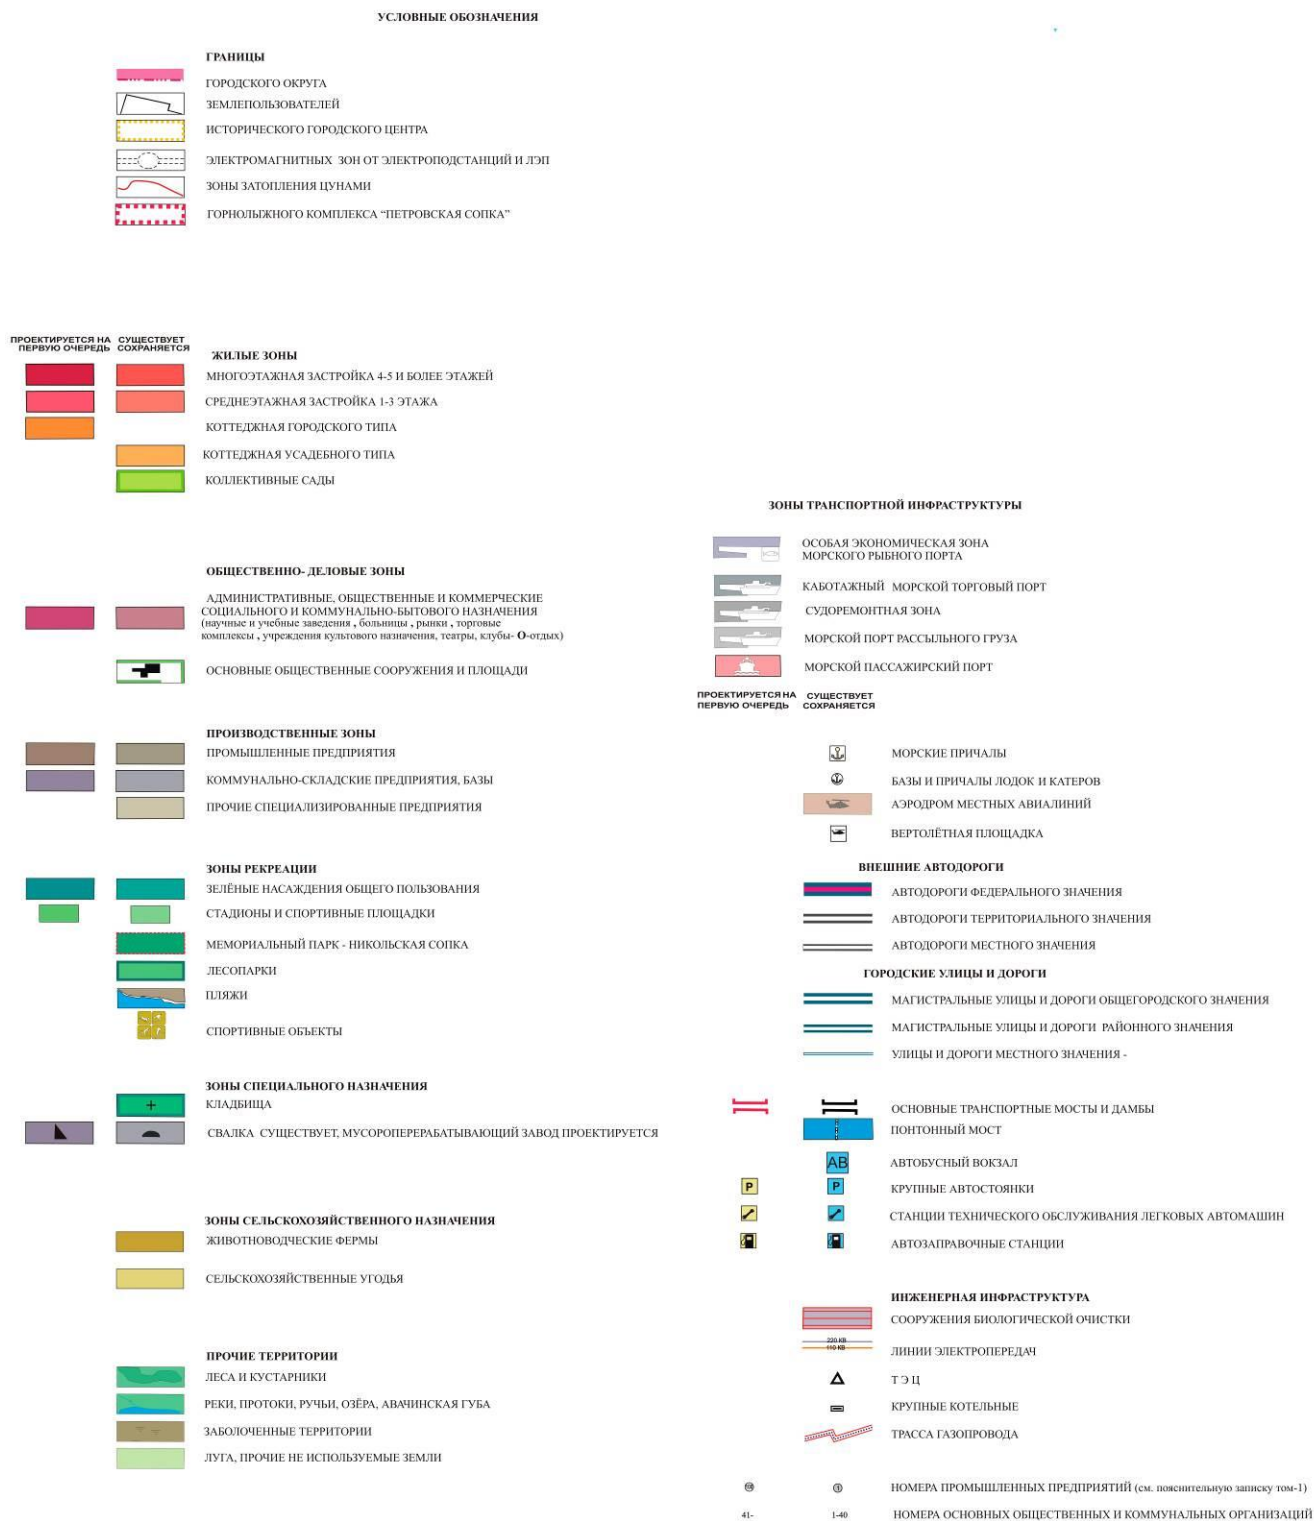 УСЛОВНЫЕ ОБОЗНАЧЕНИЯ
ГРАНИЦЫ
ГОРОДСКОГО ОКРУГА
ЗЕМЛЕПОЛЬЗОВАТЕЛЕЙ
ИСТОРИЧЕСКОГО ГОРОДСКОГО ЦЕНТРА
ЭЛЕКТРОМАГНИТНЫХ ЗОН ОТ ЭЛЕКТРОПОДСТАНЦИЙ И ЛЭП
ЗОНЫ ЗАТОПЛЕНИЯ ЦУНАМИ
ГОРНОЛЫЖНОГО КОМПЛЕКСА “ПЕТРОВСКАЯ СОПКА”
ПРОЕКТИРУЕТСЯ НА СУЩЕСТВУЕТ
ПЕРВУЮ ОЧЕРЕДЬ СОХРАНЯЕТСЯ
ЖИЛЫЕ ЗОНЫ
МНОГОЭТАЖНАЯ ЗАСТРОЙКА 4-5 И БОЛЕЕ ЭТАЖЕЙ
СРЕДНЕЭТАЖНАЯ ЗАСТРОЙКА 1-3 ЭТАЖА
КОТТЕДЖНАЯ ГОРОДСКОГО ТИПА
КОТТЕДЖНАЯ УСАДЕБНОГО ТИПА
КОЛЛЕКТИВНЫЕ САДЫ
ОБЩЕСТВЕННО- ДЕЛОВЫЕ ЗОНЫ
АДМИНИСТРАТИВНЫЕ, ОБЩЕСТВЕННЫЕ И КОММЕРЧЕСКИЕ
СОЦИАЛЬНОГО И КОММУНАЛЬНО-БЫТОВОГО НАЗНАЧЕНИЯ
(научные и учебные заведения , больницы , рынки , торговые
комплексы , учреждения культового назначения, театры, клубы- О-отдых)
ОСНОВНЫЕ ОБЩЕСТВЕННЫЕ СООРУЖЕНИЯ И ПЛОЩАДИ
ПРОИЗВОДСТВЕННЫЕ ЗОНЫ
ПРОМЫШЛЕННЫЕ ПРЕДПРИЯТИЯ
КОММУНАЛЬНО-СКЛАДСКИЕ ПРЕДПРИЯТИЯ, БАЗЫ
ПРОЧИЕ СПЕЦИАЛИЗИРОВАННЫЕ ПРЕДПРИЯТИЯ
ЗОНЫ РЕКРЕАЦИИ
ЗЕЛЁНЫЕ НАСАЖДЕНИЯ ОБЩЕГО ПОЛЬЗОВАНИЯ
СТАДИОНЫ И СПОРТИВНЫЕ ПЛОЩАДКИ
МЕМОРИАЛЬНЫЙ ПАРК - НИКОЛЬСКАЯ СОПКА
ЛЕСОПАРКИ
ПЛЯЖИ
СПОРТИВНЫЕ ОБЪЕКТЫ
ЗОНЫ СПЕЦИАЛЬНОГО НАЗНАЧЕНИЯ
КЛАДБИЩА
СВАЛКА СУЩЕСТВУЕТ, МУСОРОПЕРЕРАБАТЫВАЮЩИЙ ЗАВОД ПРОЕКТИРУЕТСЯ
ЗОНЫ СЕЛЬСКОХОЗЯЙСТВЕННОГО НАЗНАЧЕНИЯ
ЖИВОТНОВОДЧЕСКИЕ ФЕРМЫ
СЕЛЬСКОХОЗЯЙСТВЕННЫЕ УГОДЬЯ
ПРОЧИЕ ТЕРРИТОРИИ
ЛЕСА И КУСТАРНИКИ
РЕКИ, ПРОТОКИ, РУЧЬИ, ОЗЁРА, АВАЧИНСКАЯ ГУБА
ЗАБОЛОЧЕННЫЕ ТЕРРИТОРИИ
ЛУГА, ПРОЧИЕ НЕ ИСПОЛЬЗУЕМЫЕ ЗЕМЛИ
ЗОНЫ ТРАНСПОРТНОЙ ИНФРАСТРУКТУРЫ
ОСОБАЯ ЭКОНОМИЧЕСКАЯ ЗОНА
МОРСКОГО РЫБНОГО ПОРТА
КАБОТАЖНЫЙ МОРСКОЙ ТОРГОВЫЙ ПОРТ
СУДОРЕМОНТНАЯ ЗОНА
МОРСКОЙ ПОРТ РАССЫЛЬНОГО ГРУЗА
МОРСКОЙ ПАССАЖИРСКИЙ ПОРТ
ПРОЕКТИРУЕТСЯ НА СУЩЕСТВУЕТ
ПЕРВУЮ ОЧЕРЕДЬ СОХРАНЯЕТСЯ
МОРСКИЕ ПРИЧАЛЫ
БАЗЫ И ПРИЧАЛЫ ЛОДОК И КАТЕРОВ
АЭРОДРОМ МЕСТНЫХ АВИАЛИНИЙ
ВЕРТОЛЁТНАЯ ПЛОЩАДКА
ВНЕШНИЕ АВТОДОРОГИ
АВТОДОРОГИ ФЕДЕРАЛЬНОГО ЗНАЧЕНИЯ
АВТОДОРОГИ ТЕРРИТОРИАЛЬНОГО ЗНАЧЕНИЯ
АВТОДОРОГИ МЕСТНОГО ЗНАЧЕНИЯ
ГОРОДСКИЕ УЛИЦЫ И ДОРОГИ
МАГИСТРАЛЬНЫЕ УЛИЦЫ И ДОРОГИ ОБЩЕГОРОДСКОГО ЗНАЧЕНИЯ
МАГИСТРАЛЬНЫЕ УЛИЦЫ И ДОРОГИ РАЙОННОГО ЗНАЧЕНИЯ
УЛИЦЫ И ДОРОГИ МЕСТНОГО ЗНАЧЕНИЯ -
ОСНОВНЫЕ ТРАНСПОРТНЫЕ МОСТЫ И ДАМБЫ
ПОНТОННЫЙ МОСТ
АВ АВТОБУСНЫЙ ВОКЗАЛ
Р Р КРУПНЫЕ АВТОСТОЯНКИ
СТАНЦИИ ТЕХНИЧЕСКОГО ОБСЛУЖИВАНИЯ ЛЕГКОВЫХ АВТОМАШИН
АВТОЗАПРАВОЧНЫЕ СТАНЦИИ
ИНЖЕНЕРНАЯ ИНФРАСТРУКТУРА
СООРУЖЕНИЯ БИОЛОГИЧЕСКОЙ ОЧИСТКИ
220 КВ
110 КВ
ЛИНИИ ЭЛЕКТРОПЕРЕДАЧ
Т Э Ц
КРУПНЫЕ КОТЕЛЬНЫЕ
ТРАССА ГАЗОПРОВОДА
НОМЕРА ПРОМЫШЛЕННЫХ ПРЕДПРИЯТИЙ (см. пояснительную записку том-1)
41- 1-40 НОМЕРА ОСНОВНЫХ ОБЩЕСТВЕННЫХ И КОММУНАЛЬНЫХ ОРГАНИЗАЦИЙ